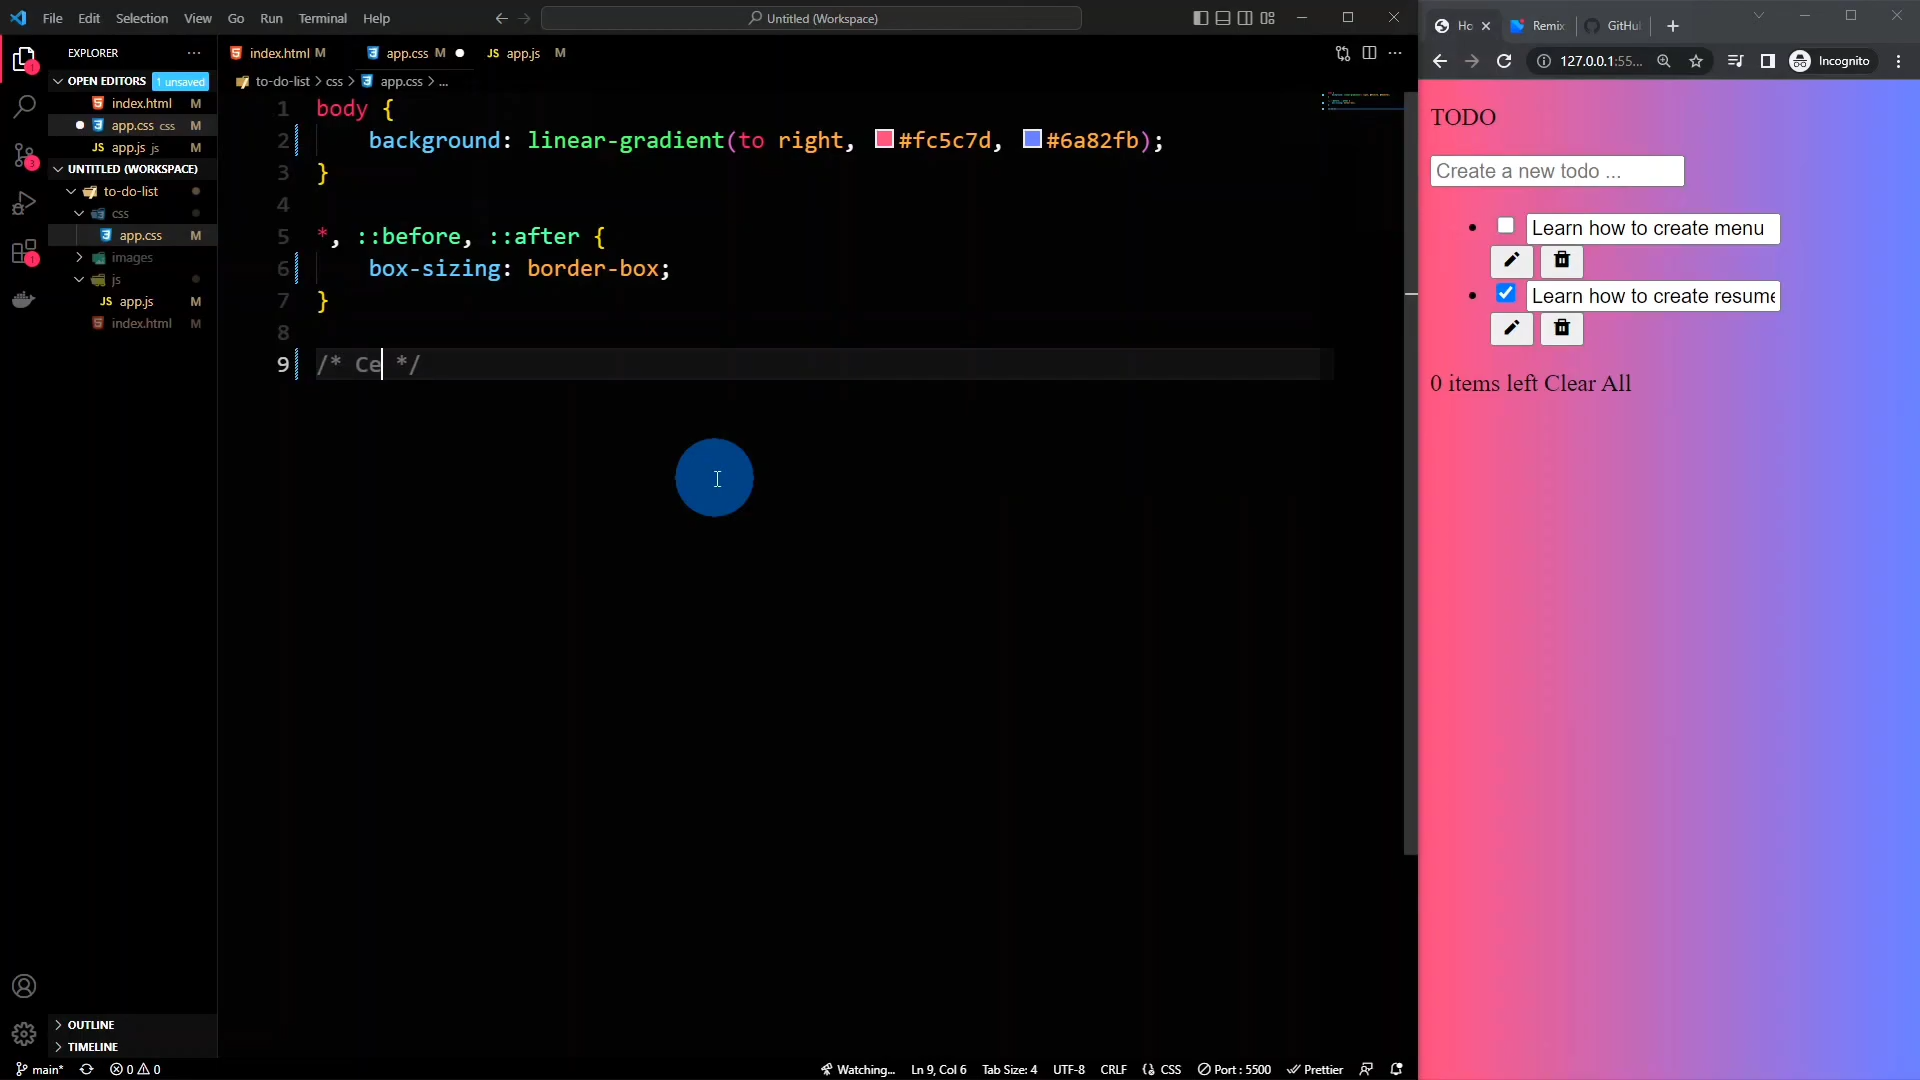 File Edit Selection View Go Run Terminal Help
Untitled (Workspace)
EXPLORER
OPEN EDITORS 1 unsaved
index.html M
app.css css M
app.js js M
UNTITLED (WORKSPACE)
to-do-list
css
app.css M
images
js
JS app.js M
index.html M
OUTLINE
TIMELINE
index.html M
app.css M
JS app.js M
to-do-list > css > app.css > ...
1 body {
2 background: linear-gradient(to right, #fc5c7d, #6a82fb);
3 }
4
5 *, ::before, ::after {
6 box-sizing: border-box;
7 }
8
9 /* Ce */
main* 0 0
Watching... Ln 9, Col 6 Tab Size: 4 UTF-8 CRLF CSS Port : 5500 Prettier
Remix
GitHu
127.0.0.1:55...
Incognito
TODO
Create a new todo ...
Learn how to create menu
Learn how to create resume
0 items left Clear All